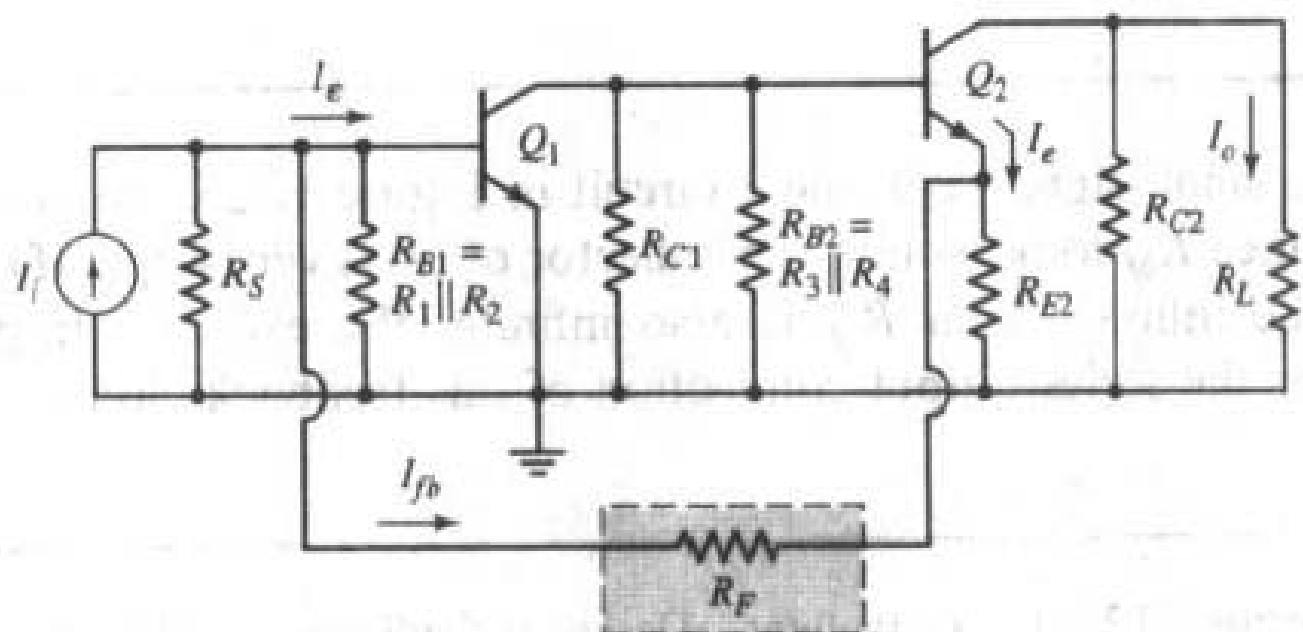 I_e
Q_1
Q_2
I_e
I_o
I_i
R_S
R_B1 =
R_1||R_2
R_C1
R_B2 =
R_3||R_4
R_E2
R_C2
R_L
I_fb
R_F